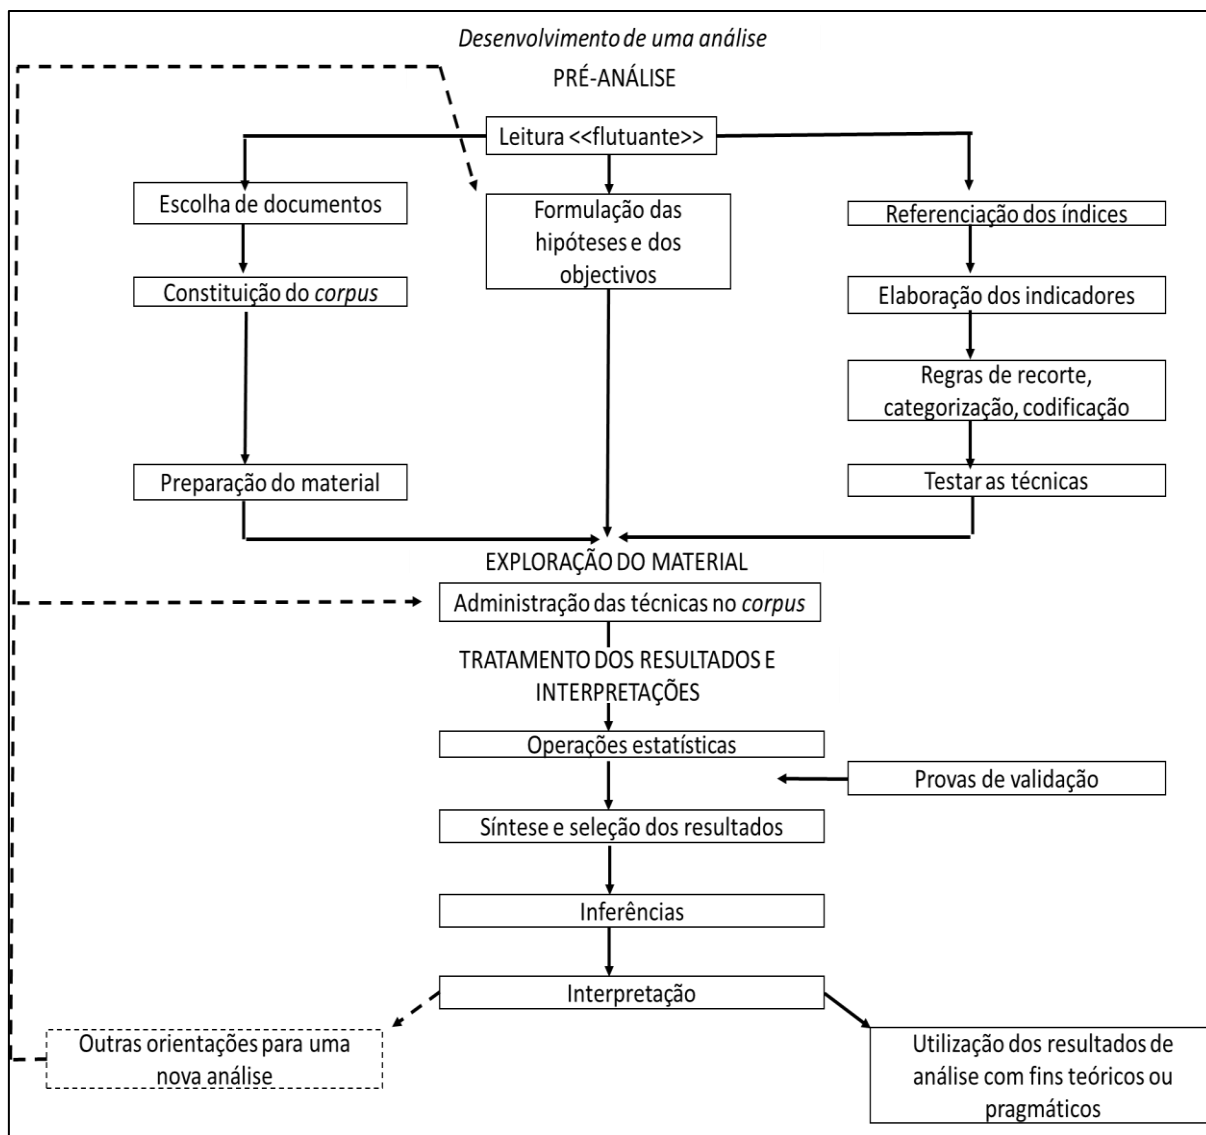 Desenvolvimento de uma análise
PRÉ-ANÁLISE
Leitura <<flutuante>>
Escolha de documentos
Formulação das
hipóteses e dos
objectivos
Referenciação dos índices
Constituição do corpus
Elaboração dos indicadores
Regras de recorte,
categorização, codificação
Preparação do material
Testar as técnicas
EXPLORAÇÃO DO MATERIAL
Administração das técnicas no corpus
TRATAMENTO DOS RESULTADOS E
INTERPRETAÇÕES
Operações estatísticas
Provas de validação
Síntese e seleção dos resultados
Inferências
Interpretação
Outras orientações para uma
nova análise
Utilização dos resultados de
análise com fins teóricos ou
pragmáticos